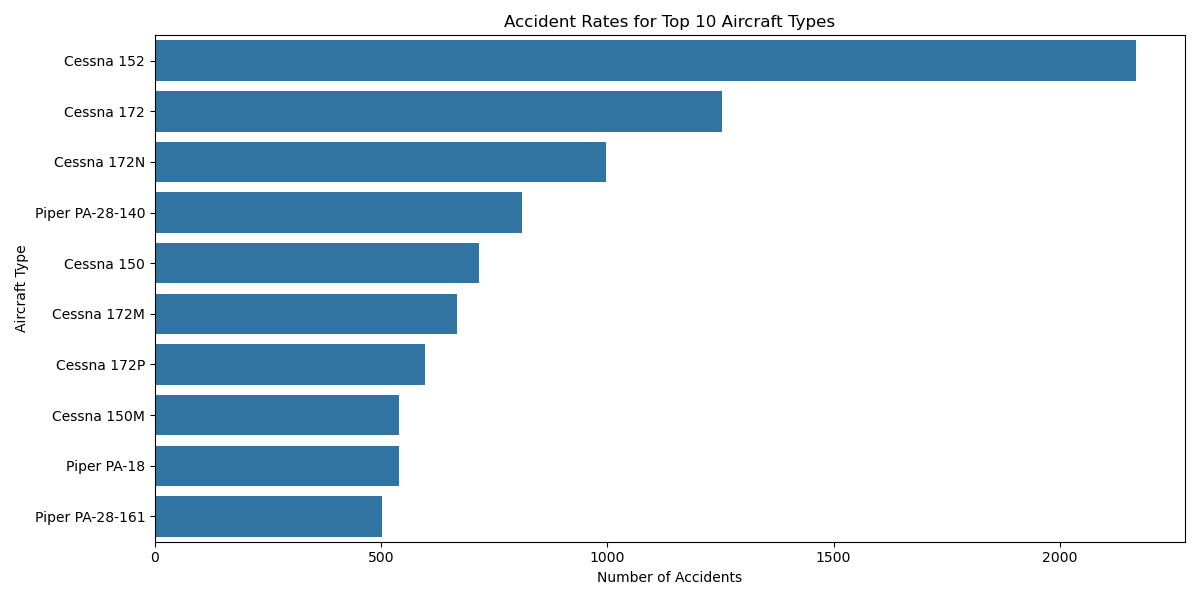 Accident Rates for Top 10 Aircraft Types
Aircraft Type
Cessna 152
Cessna 172
Cessna 172N
Piper PA-28-140
Cessna 150
Cessna 172M
Cessna 172P
Cessna 150M
Piper PA-18
Piper PA-28-161
0 500 1000 1500 2000
Number of Accidents